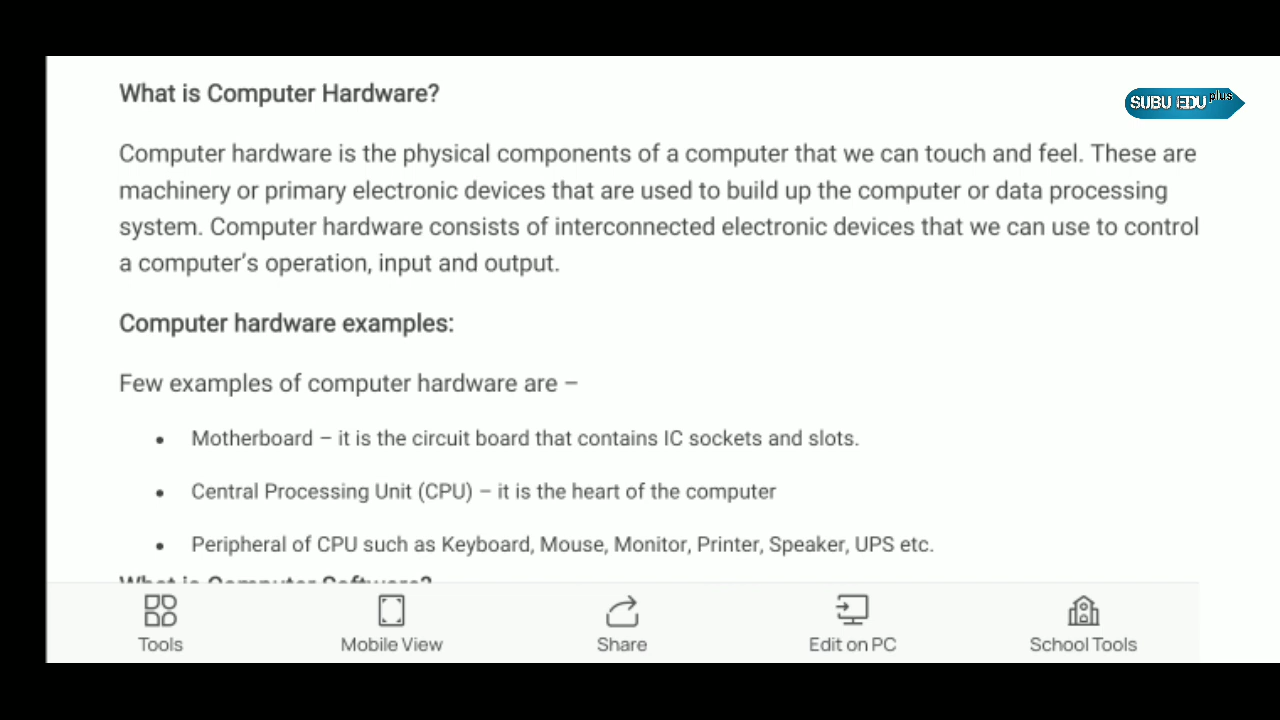 What is Computer Hardware?
SUBU EDU plus
Computer hardware is the physical components of a computer that we can touch and feel. These are
machinery or primary electronic devices that are used to build up the computer or data processing
system. Computer hardware consists of interconnected electronic devices that we can use to control
a computer's operation, input and output.
Computer hardware examples:
Few examples of computer hardware are –
• Motherboard – it is the circuit board that contains IC sockets and slots.
• Central Processing Unit (CPU) – it is the heart of the computer
• Peripheral of CPU such as Keyboard, Mouse, Monitor, Printer, Speaker, UPS etc.
What is Computer Software?
Tools
Mobile View
Share
Edit on PC
School Tools